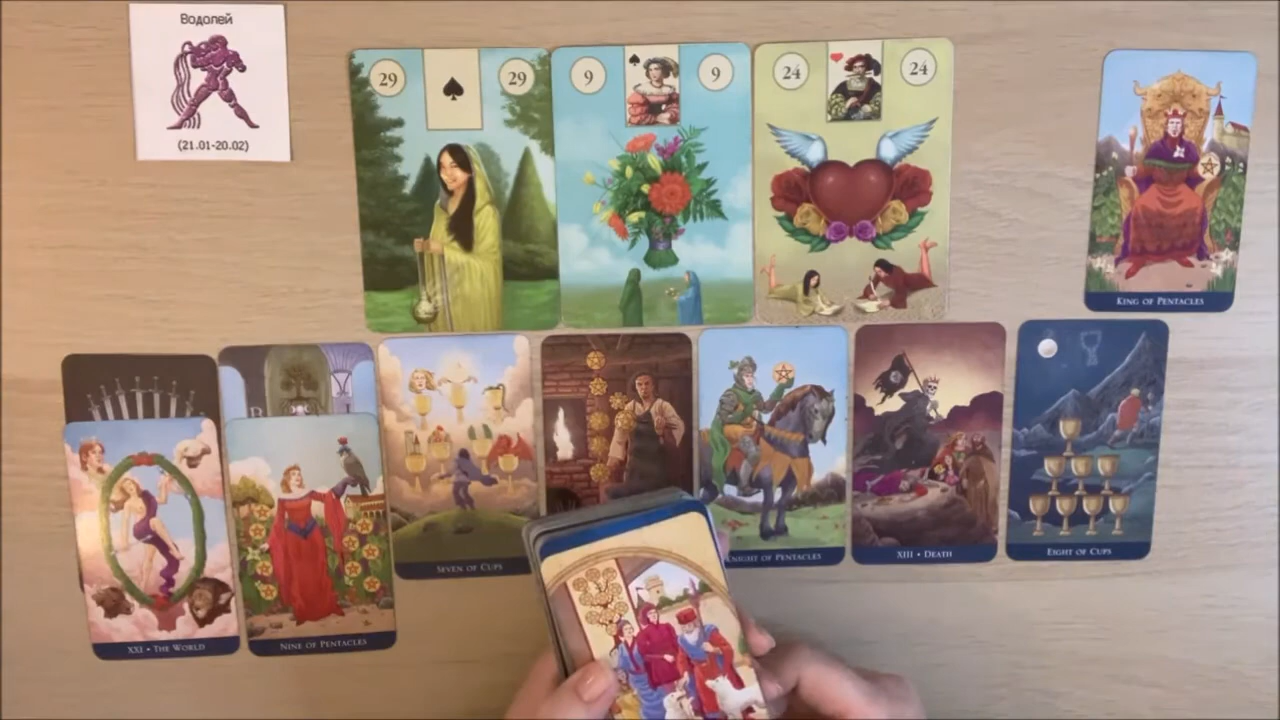 Водолей
(21.01-20.02)
29 29
9 9
24 24
KING OF PENTACLES
B
SEVEN OF CUPS
KNIGHT OF PENTACLES
XIII • DEATH
EIGHT OF CUPS
XXI • THE WORLD
NINE OF PENTACLES